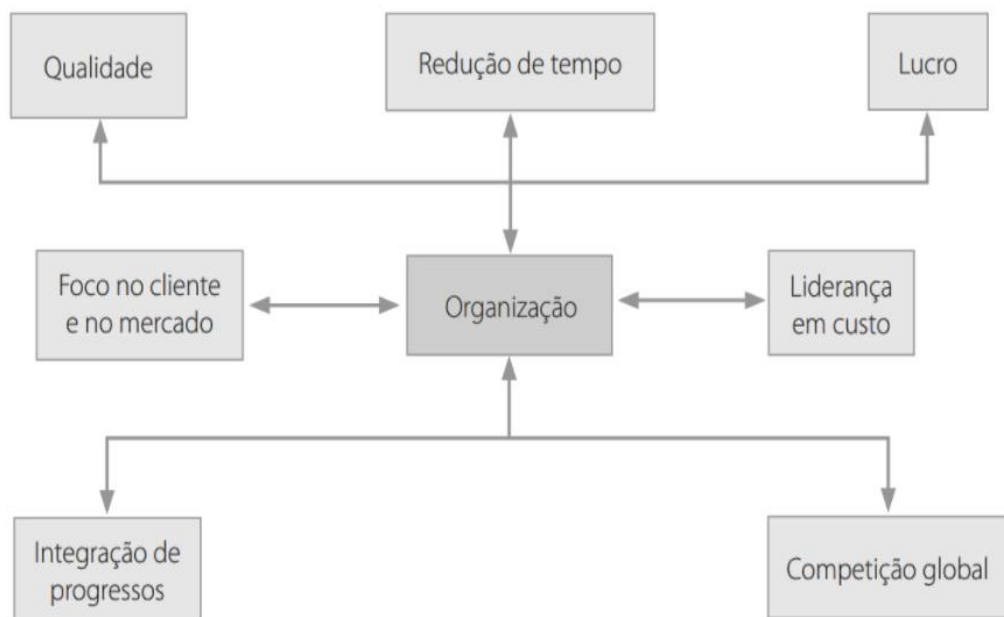 Qualidade
Redução de tempo
Lucro
Foco no cliente
e no mercado
Organização
Liderança
em custo
Integração de
progressos
Competição global